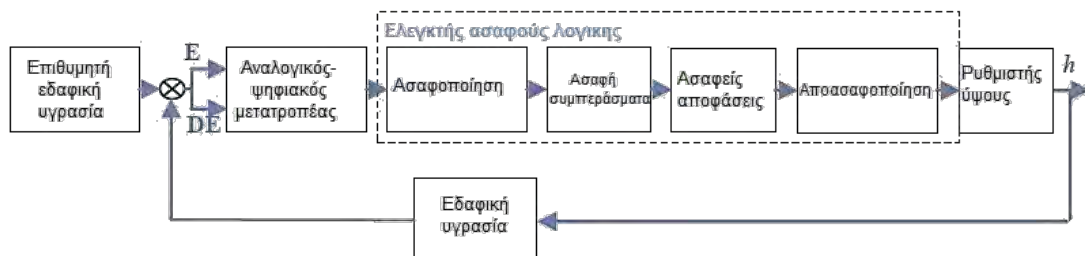 Ελεγκτής ασαφούς λογικης
Επιθυμητή
εδαφική
υγρασία
E
DE
Αναλογικός-
ψηφιακός
μετατροπέας
Ασαφοποίηση
Ασαφή
συμπεράσματα
Ασαφείς
αποφάσεις
Αποασαφοποίηση
Ρυθμιστής
ύψους
h
Εδαφική
υγρασία